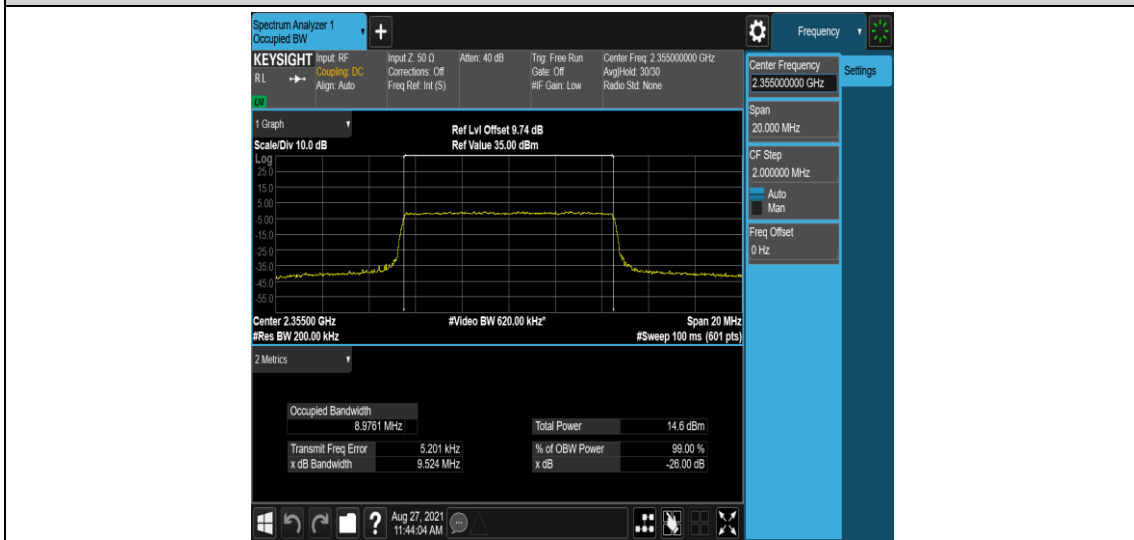 Spectrum Analyzer 1
Occupied BW
+
Frequency
KEYSIGHT
RL
LXI
Input: RF
Coupling: DC
Align: Auto
Input Z: 50 Ω
Corrections: Off
Freq Ref: Int (S)
Atten: 40 dB
Trig: Free Run
Gate: Off
#IF Gain: Low
Center Freq: 2.355000000 GHz
Avg|Hold: 30/30
Radio Std: None
Center Frequency
2.355000000 GHz
Settings
Span
20.000 MHz
CF Step
2.000000 MHz
Auto
Man
Freq Offset
0 Hz
1 Graph
Scale/Div 10.0 dB
Ref Lvl Offset 9.74 dB
Ref Value 35.00 dBm
Log
25.0
15.0
5.00
-5.00
-15.0
-25.0
-35.0
-45.0
-55.0
Center 2.35500 GHz
#Res BW 200.00 kHz
#Video BW 620.00 kHz*
Span 20 MHz
#Sweep 100 ms (601 pts)
2 Metrics
Occupied Bandwidth
8.9761 MHz
Total Power 14.6 dBm
Transmit Freq Error 5.201 kHz
% of OBW Power 99.00 %
x dB Bandwidth 9.524 MHz
x dB -26.00 dB
?
Aug 27, 2021
11:44:04 AM